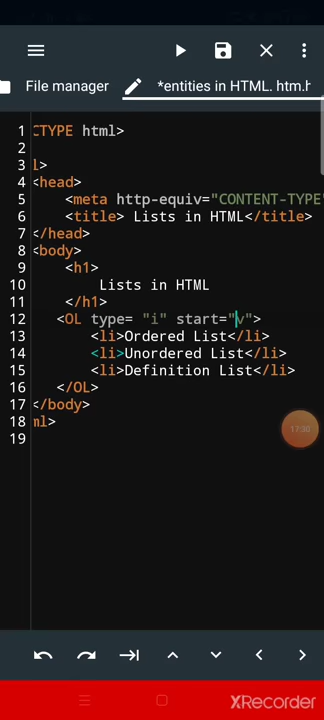 File manager
*entities in HTML. htm.h
1 CTYPE html>
2
3 l>
4 <head>
5 <meta http-equiv="CONTENT-TYPE"
6 <title> Lists in HTML</title>
7 </head>
8 <body>
9 <h1>
10 Lists in HTML
11 </h1>
12 <OL type= "i" start="v">
13 <li>Ordered List</li>
14 <li>Unordered List</li>
15 <li>Definition List</li>
16 </OL>
17 </body>
18 ml>
19
17:30
XRecorder